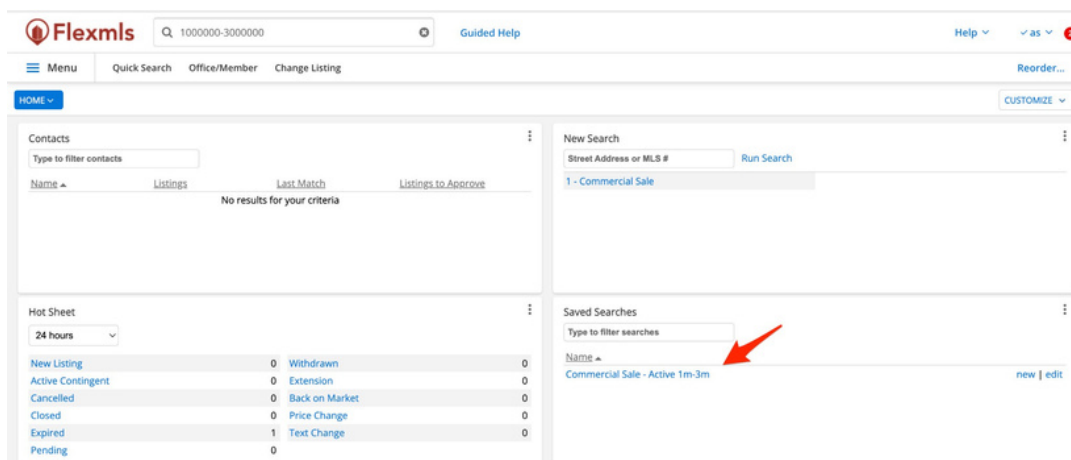 Flexmls
1000000-3000000
Guided Help
Help
as
Menu
Quick Search
Office/Member
Change Listing
Reorder...
HOME
CUSTOMIZE
Contacts
Type to filter contacts
Name Listings Last Match Listings to Approve
No results for your criteria
New Search
Street Address or MLS # Run Search
1 - Commercial Sale
Hot Sheet
24 hours
New Listing 0 Withdrawn 0
Active Contingent 0 Extension 0
Cancelled 0 Back on Market 0
Closed 0 Price Change 0
Expired 1 Text Change 0
Pending 0
Saved Searches
Type to filter searches
Name
Commercial Sale - Active 1m-3m new | edit